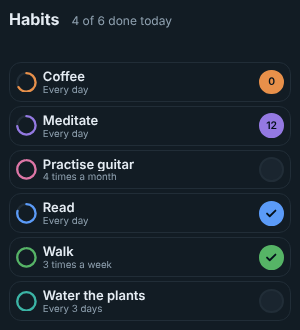 Habits 4 of 6 done today
Coffee
Every day
0
Meditate
Every day
12
Practise guitar
4 times a month
Read
Every day
Walk
3 times a week
Water the plants
Every 3 days